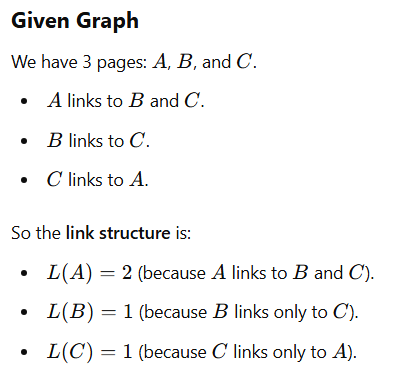 Given Graph
We have 3 pages: A, B, and C.
• A links to B and C.
• B links to C.
• C links to A.
So the link structure is:
• L(A) = 2 (because A links to B and C).
• L(B) = 1 (because B links only to C).
• L(C) = 1 (because C links only to A).